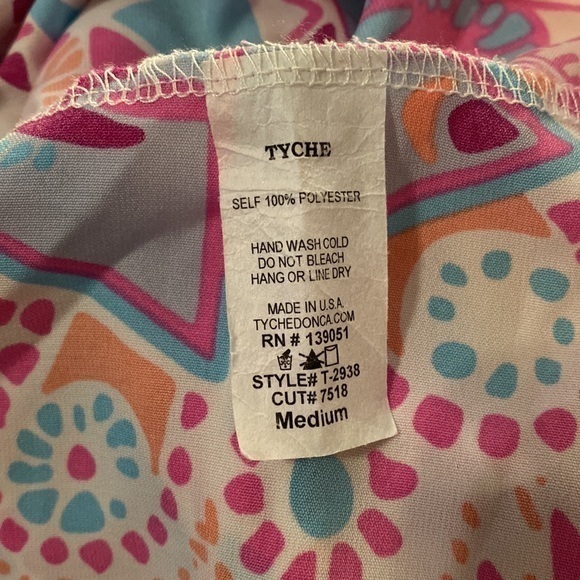 TYCHE
SELF 100% POLYESTER
HAND WASH COLD
DO NOT BLEACH
HANG OR LINE DRY
MADE IN U.S.A.
TYCHEDONCA.COM
RN # 139051
STYLE# T-2938
CUT# 7518
Medium